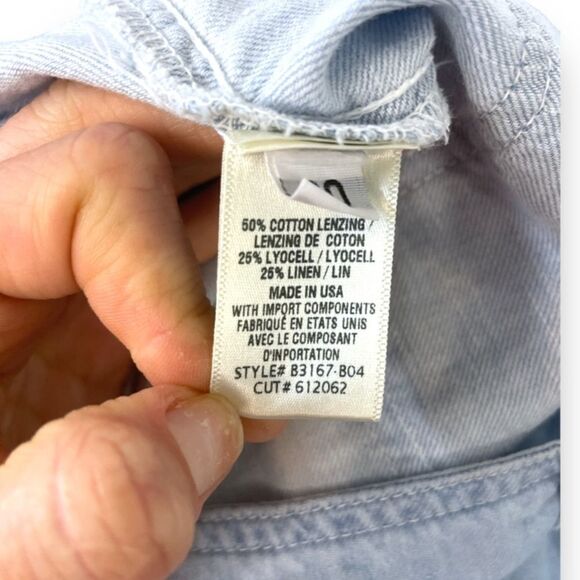 50% COTTON LENZING /
LENZING DE COTON
25% LYOCELL / LYOCELL
25% LINEN / LIN
MADE IN USA
WITH IMPORT COMPONENTS
FABRIQUÉ EN ETATS UNIS
AVEC LE COMPOSANT
D'INPORTATION
STYLE# B3167-B04
CUT# 612062